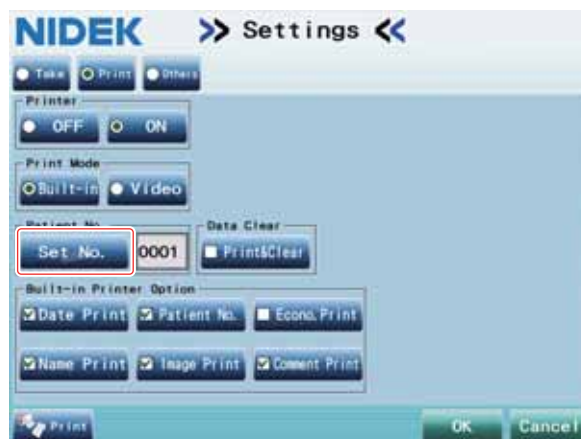 NIDEK >> Settings <<
Take Print Others
Printer
OFF ON
Print Mode
Built-in Video
Patient No.
Set No. 0001
Data Clear
Print&Clear
Built-in Printer Option
Date Print Patient No. Econo. Print
Name Print Image Print Comment Print
Print OK Cancel